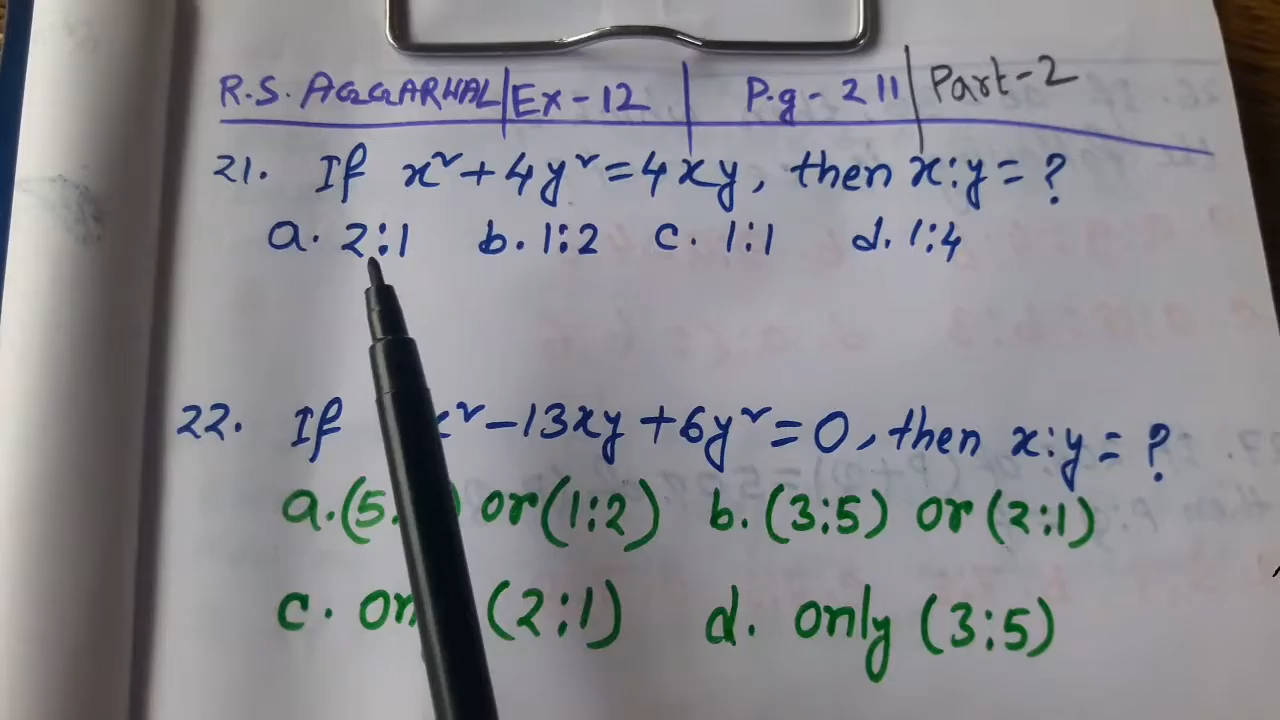 R.S. AGGARWAL | Ex-12 | P.g-211 | Part-2
21. If x²+4y²=4xy, then x:y=?
a. 2:1 b. 1:2 c. 1:1 d. 1:4
22. If x²-13xy+6y²=0, then x:y=?
a. (5: ) or (1:2) b. (3:5) or (2:1)
c. (2:1) d. only (3:5)